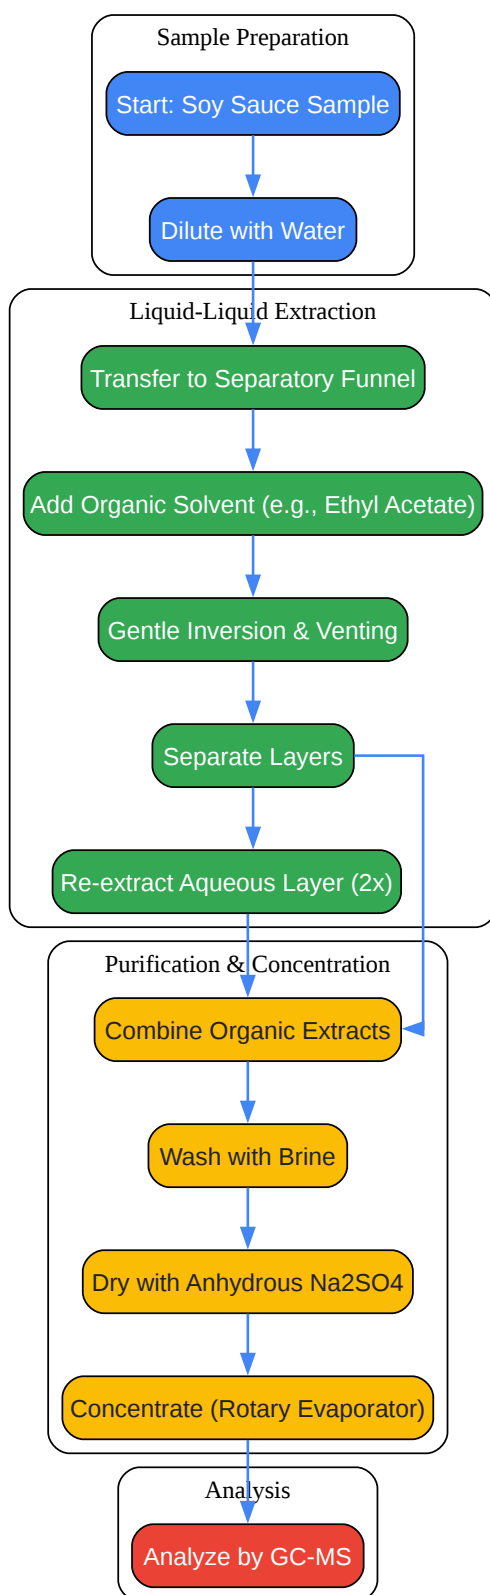 Sample Preparation
Start: Soy Sauce Sample
Dilute with Water
Liquid-Liquid Extraction
Transfer to Separatory Funnel
Add Organic Solvent (e.g., Ethyl Acetate)
Gentle Inversion & Venting
Separate Layers
Re-extract Aqueous Layer (2x)
Purification & Concentration
Combine Organic Extracts
Wash with Brine
Dry with Anhydrous Na2SO4
Concentrate (Rotary Evaporator)
Analysis
Analyze by GC-MS